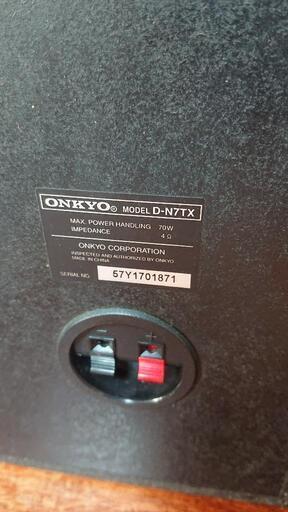 ONKYO® MODEL D-N7TX
MAX. POWER HANDLING 70W
IMPEDANCE 4Ω
ONKYO CORPORATION
INSPECTED AND AUTHORIZED BY ONKYO
MADE IN CHINA
SERIAL NO. 57Y1701871
− +